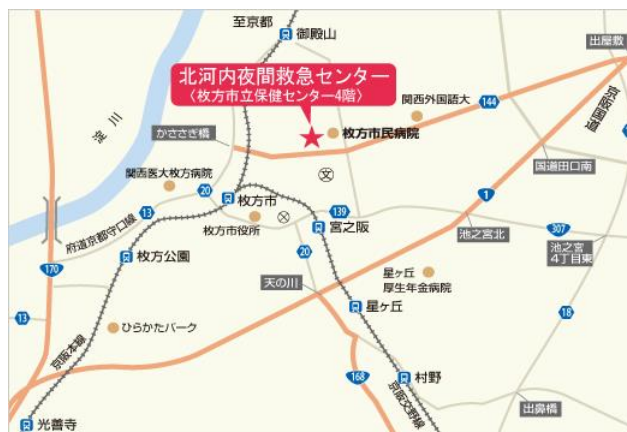 至京都
御殿山
出屋敷
北河内夜間救急センター
〈枚方市立保健センター4階〉
関西外国語大
144
京阪国道
淀川
かささぎ橋
枚方市民病院
文
国道田口南
関西医大枚方病院
20
枚方市
1
13
139
府道京都守口線
枚方市役所
宮之阪
池之宮北
307
池之宮
4丁目東
枚方公園
20
170
天の川
星ヶ丘
厚生年金病院
星ヶ丘
13
18
ひらかたパーク
京阪本線
168
村野
出鼻橋
京阪交野線
光善寺